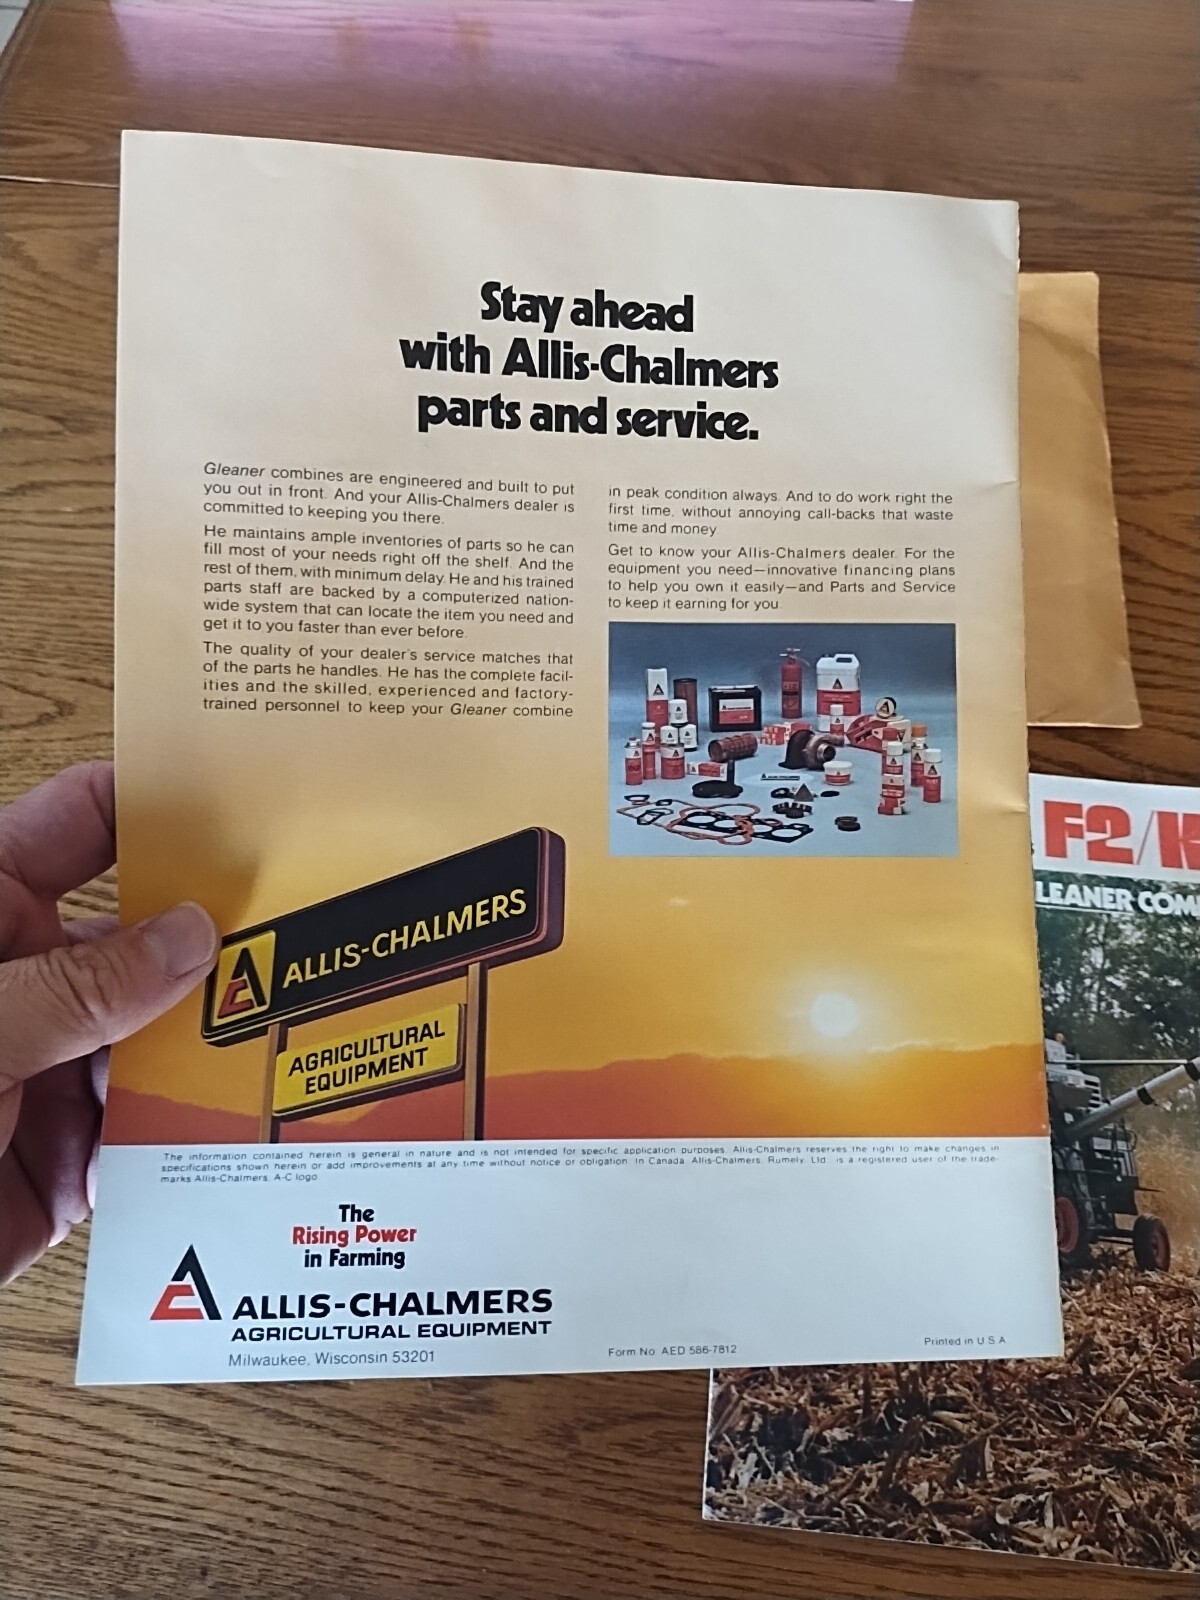 Stay ahead
with Allis-Chalmers
parts and service.
Gleaner combines are engineered and built to put
you out in front. And your Allis-Chalmers dealer is
committed to keeping you there.
He maintains ample inventories of parts so he can
fill most of your needs right off the shelf. And the
rest of them, with minimum delay. He and his trained
parts staff are backed by a computerized nation-
wide system that can locate the item you need and
get it to you faster than ever before.
The quality of your dealer's service matches that
of the parts he handles. He has the complete facil-
ities and the skilled, experienced and factory-
trained personnel to keep your Gleaner combine
in peak condition always. And to do work right the
first time, without annoying call-backs that waste
time and money
Get to know your Allis-Chalmers dealer. For the
equipment you need—innovative financing plans
to help you own it easily—and Parts and Service
to keep it earning for you.
ALLIS-CHALMERS
AGRICULTURAL
EQUIPMENT
The information contained herein is general in nature and is not intended for specific application purposes. Allis-Chalmers reserves the right to make changes in
specifications shown herein or add improvements at any time without notice or obligation. In Canada, Allis-Chalmers, Rumely, Ltd. is a registered user of the trade-
marks Allis-Chalmers, A-C logo.
The
Rising Power
in Farming
ALLIS-CHALMERS
AGRICULTURAL EQUIPMENT
Milwaukee, Wisconsin 53201
Form No. AED 586-7812
Printed in U.S.A.
F2/
LEANER COM